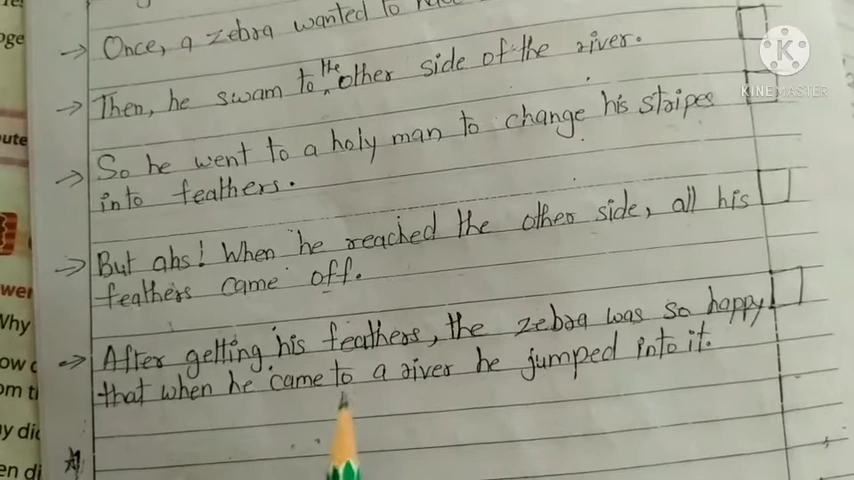 Once, a zebra wanted to
Then, he swam to the other side of the river.
So he went to a holy man to change his stripes
into feathers.
But ahs! When he reached the other side, all his
feathers came off.
After getting his feathers, the zebra was so happy
that when he came to a river he jumped into it.
K
KINEMASTER